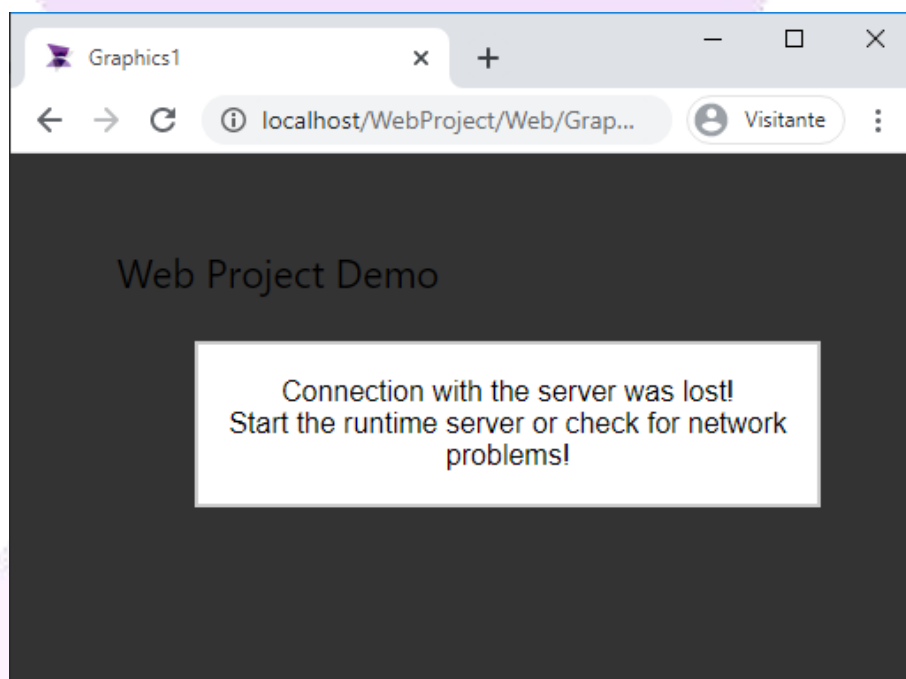 Graphics1
localhost/WebProject/Web/Grap...
Visitante
Web Project Demo
Connection with the server was lost!
Start the runtime server or check for network
problems!